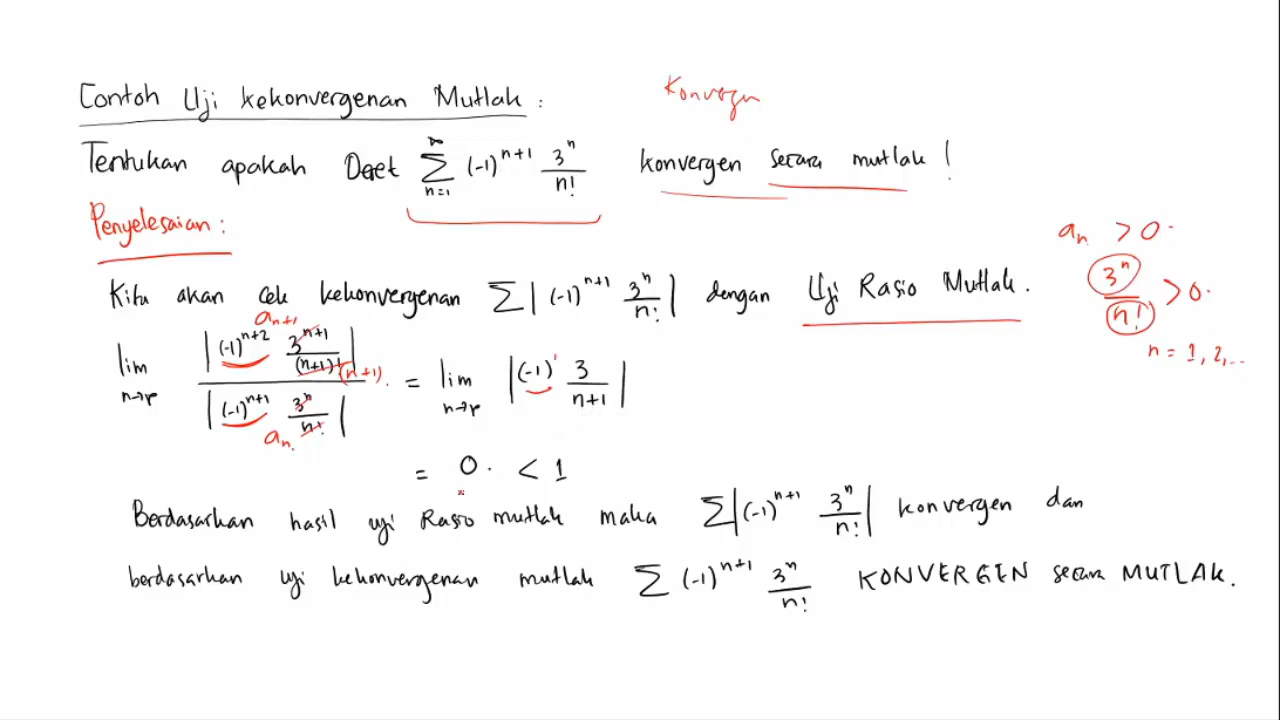 Contoh Uji kekonvergenan Mutlak :
Konvergen
Tentukan apakah Deret ∑_{n=1}^{∞} (-1)^{n+1} 3^n/n! konvergen secara mutlak !
Penyelesaian :
a_n > 0.
3^n/n! > 0.
n = 1, 2, ...
Kita akan cek kekonvergenan ∑ |(-1)^{n+1} 3^n/n!| dengan Uji Rasio Mutlak.
a_{n+1}
lim n→∞ |(-1)^{n+2} 3^{n+1}/(n+1)!| / |(-1)^{n+1} 3^n/n!| = lim n→∞ |(-1)^1 3/n+1|
(n+1).
a_n.
= 0. < 1
Berdasarkan hasil uji Rasio mutlak maka ∑ |(-1)^{n+1} 3^n/n!| konvergen dan
berdasarkan uji kekonvergenan mutlak ∑ (-1)^{n+1} 3^n/n! KONVERGEN secara MUTLAK.